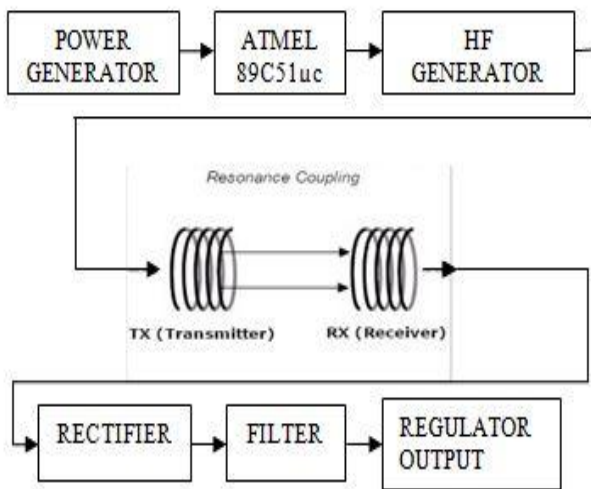 POWER
GENERATOR
ATMEL
89C51uc
HF
GENERATOR
Resonance Coupling
TX (Transmitter)
RX (Receiver)
RECTIFIER
FILTER
REGULATOR
OUTPUT